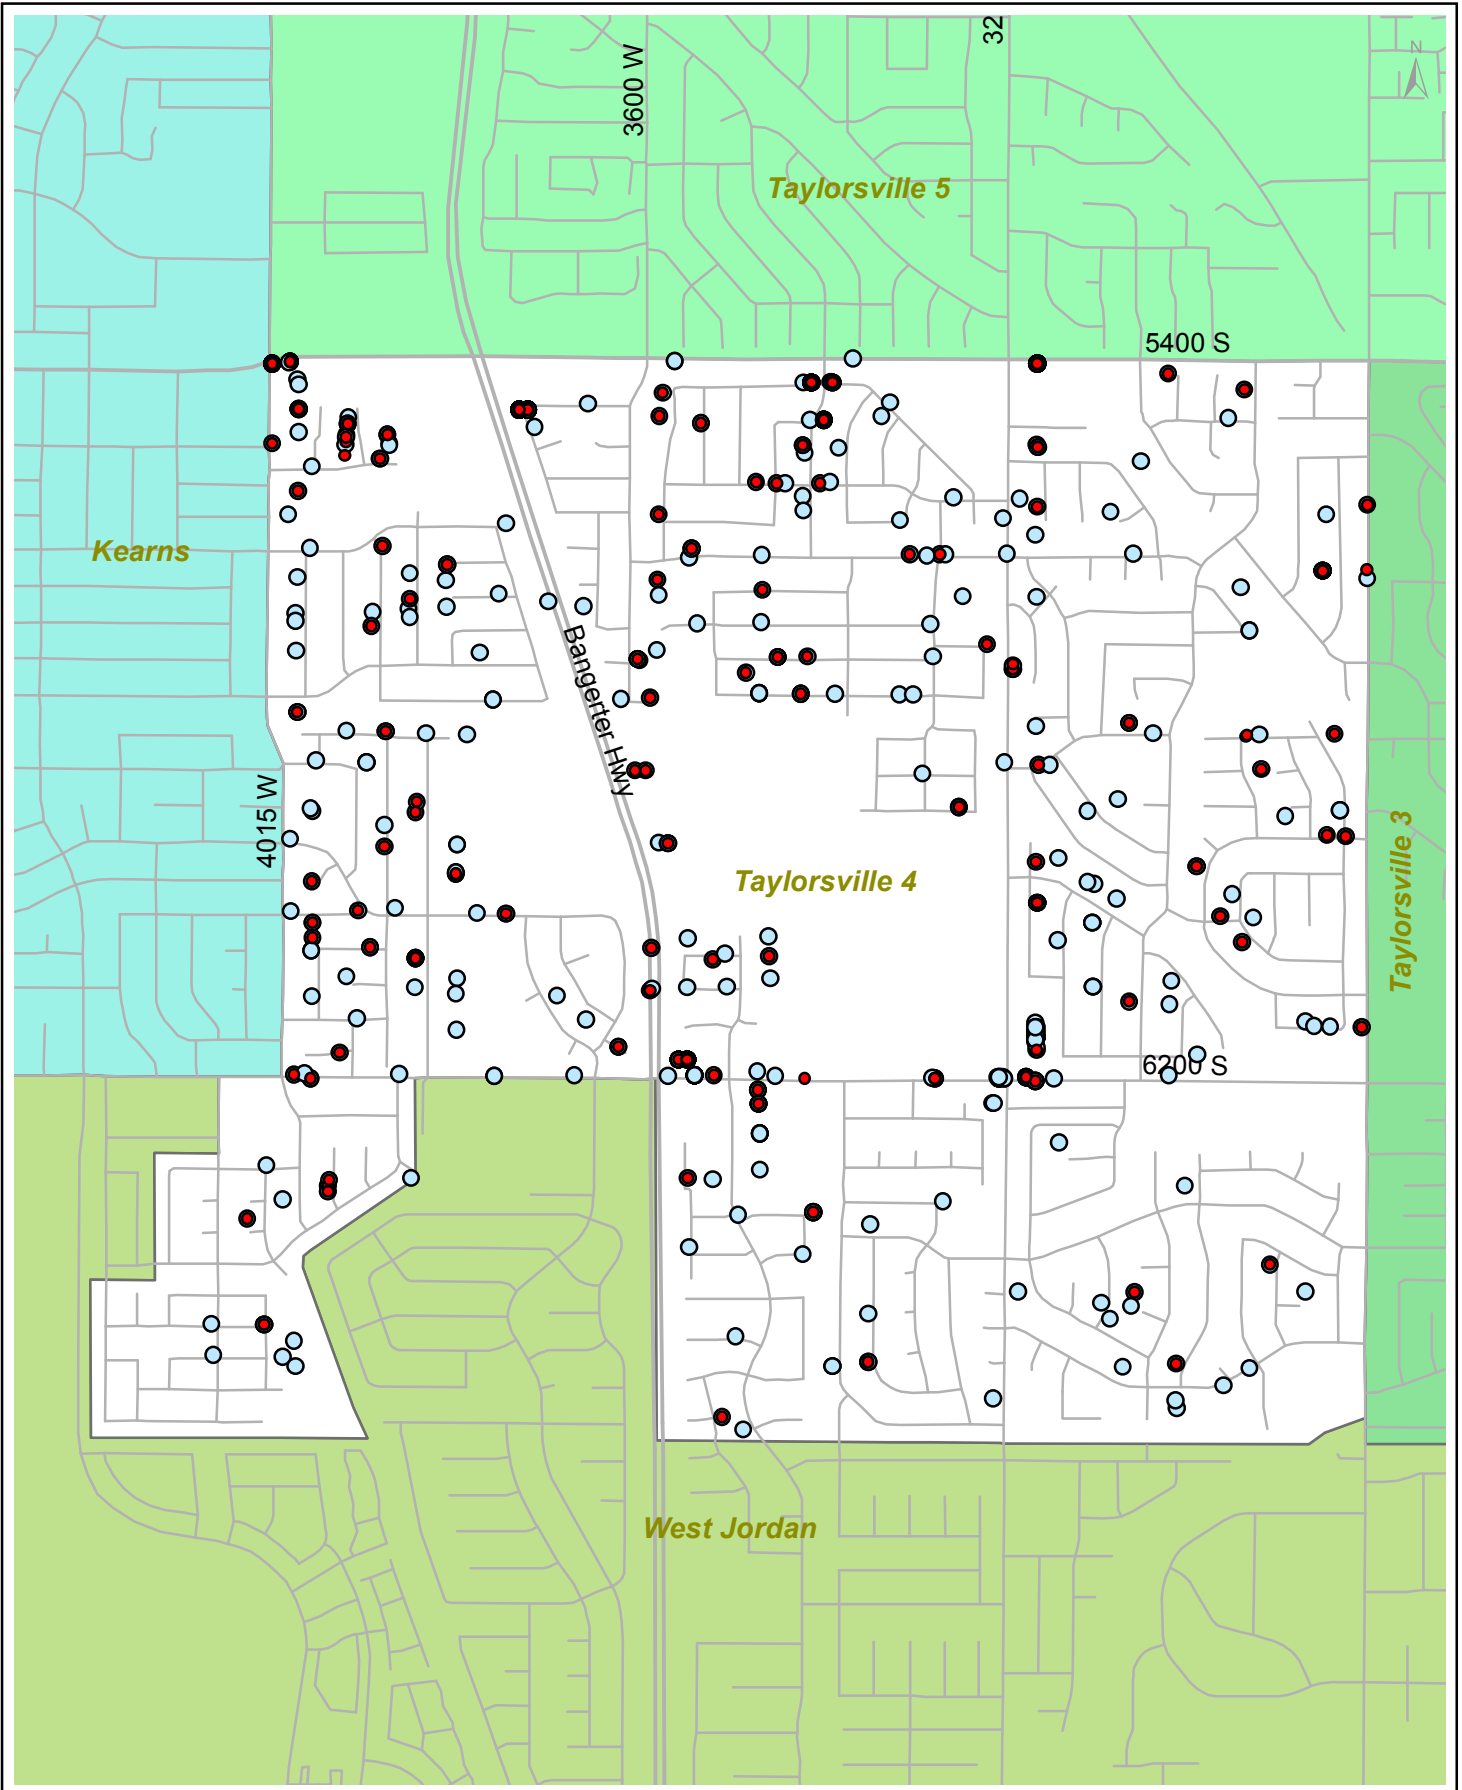 N
32
3600 W
Taylorsville 5
5400 S
Kearns
Bangerter Hwy
4015 W
Taylorsville 4
Taylorsville 3
6200 S
West Jordan